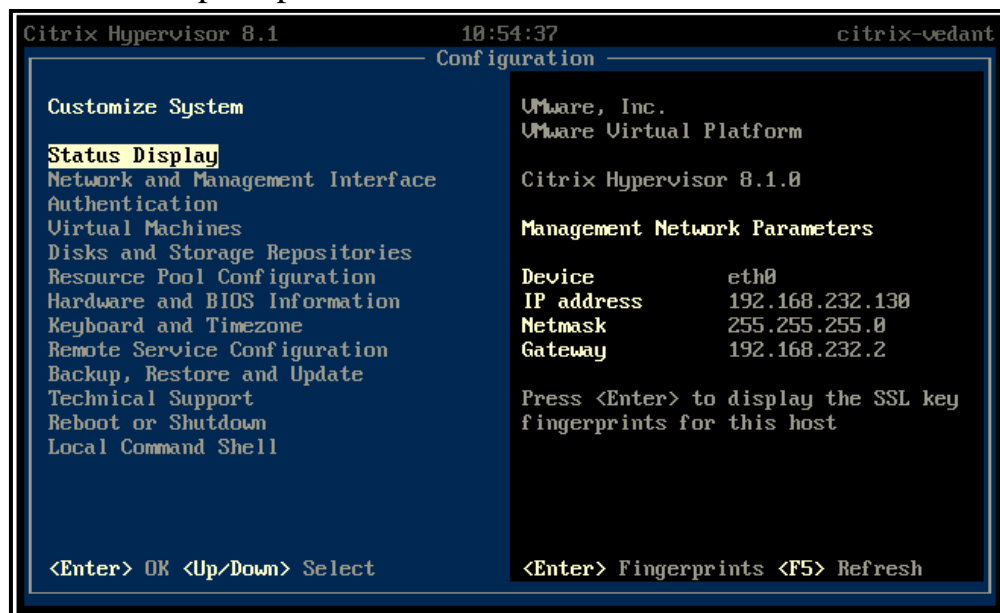 Citrix Hypervisor 8.1 10:54:37 citrix-vedant
Configuration
Customize System
Status Display
Network and Management Interface
Authentication
Virtual Machines
Disks and Storage Repositories
Resource Pool Configuration
Hardware and BIOS Information
Keyboard and Timezone
Remote Service Configuration
Backup, Restore and Update
Technical Support
Reboot or Shutdown
Local Command Shell
<Enter> OK <Up/Down> Select
VMware, Inc.
VMware Virtual Platform
Citrix Hypervisor 8.1.0
Management Network Parameters
Device eth0
IP address 192.168.232.130
Netmask 255.255.255.0
Gateway 192.168.232.2
Press <Enter> to display the SSL key
fingerprints for this host
<Enter> Fingerprints <F5> Refresh